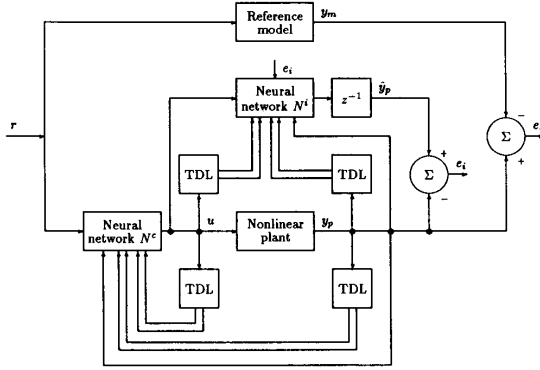 Reference
model
y_m
e_i
Neural
network N^i
z^{-1}
ŷ_p
−
Σ
e
+
r
TDL
TDL
+
Σ
e_i
−
Neural
network N^c
u
Nonlinear
plant
y_p
TDL
TDL